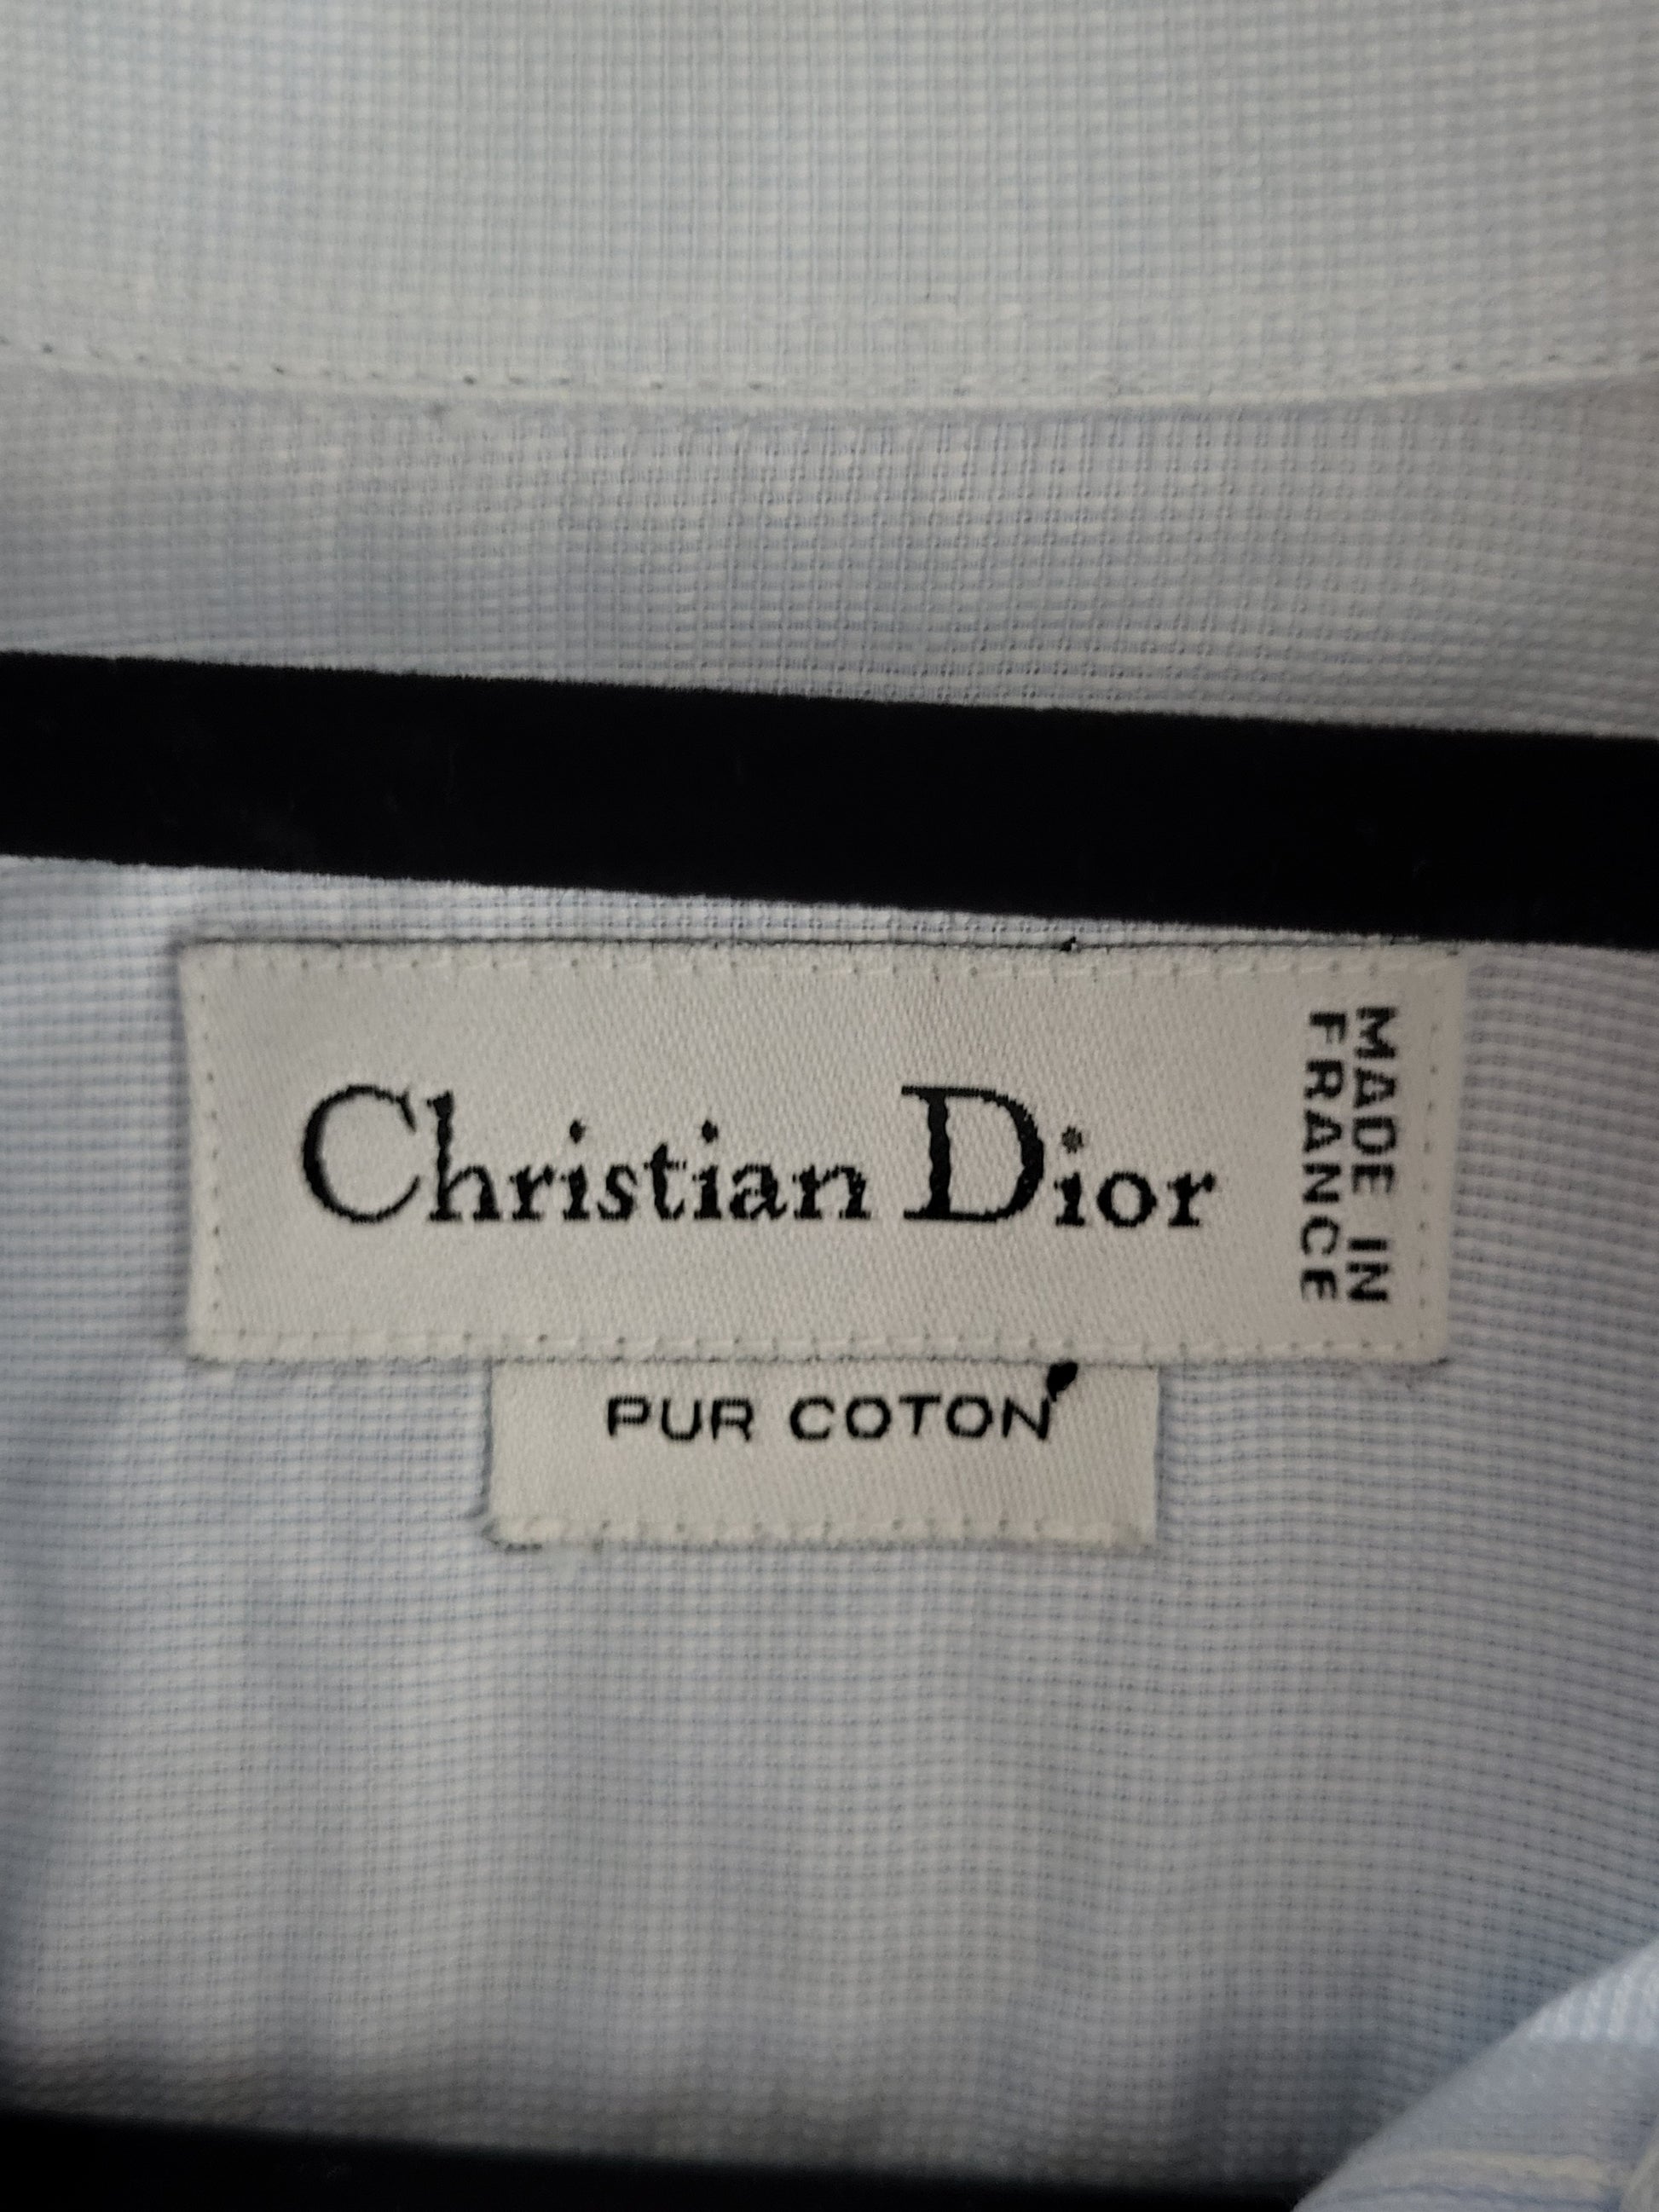 Christian Dior
MADE IN
FRANCE
PUR COTON